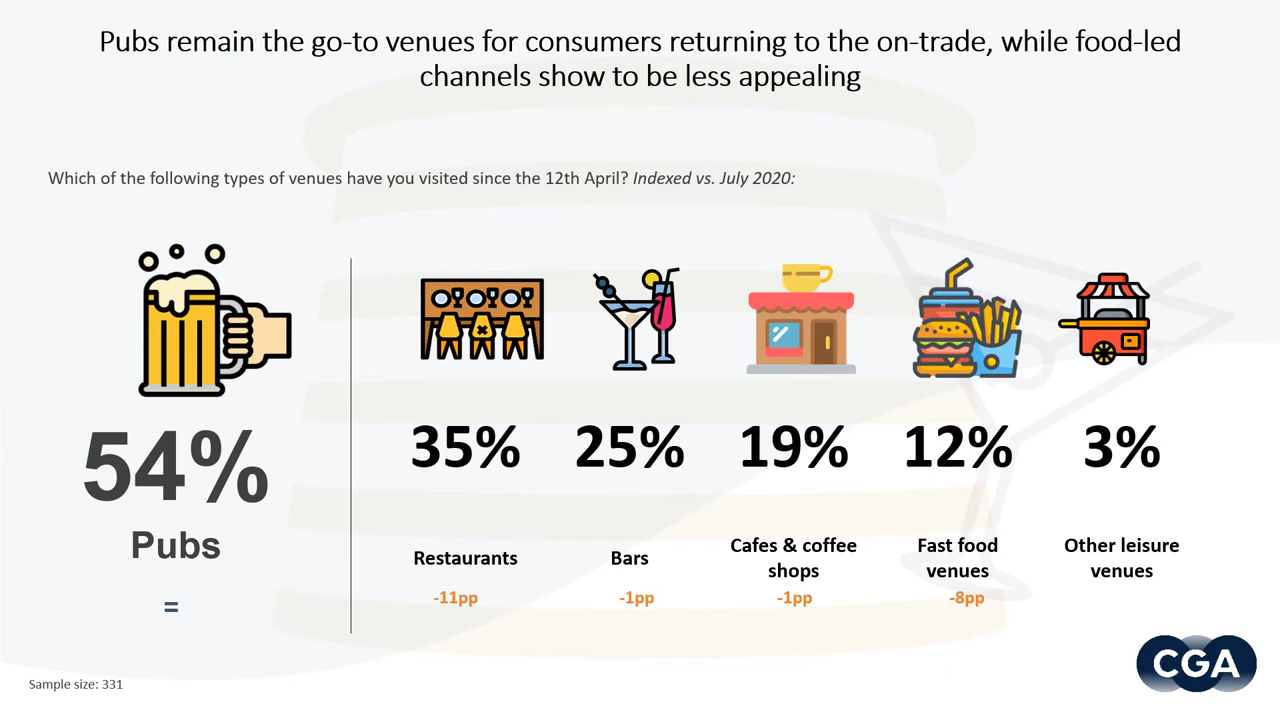 Pubs remain the go-to venues for consumers returning to the on-trade, while food-led
channels show to be less appealing
Which of the following types of venues have you visited since the 12th April? Indexed vs. July 2020:
54%
Pubs
=
35%
Restaurants
-11pp
25%
Bars
-1pp
19%
Cafes & coffee
shops
-1pp
12%
Fast food
venues
-8pp
3%
Other leisure
venues
Sample size: 331
CGA